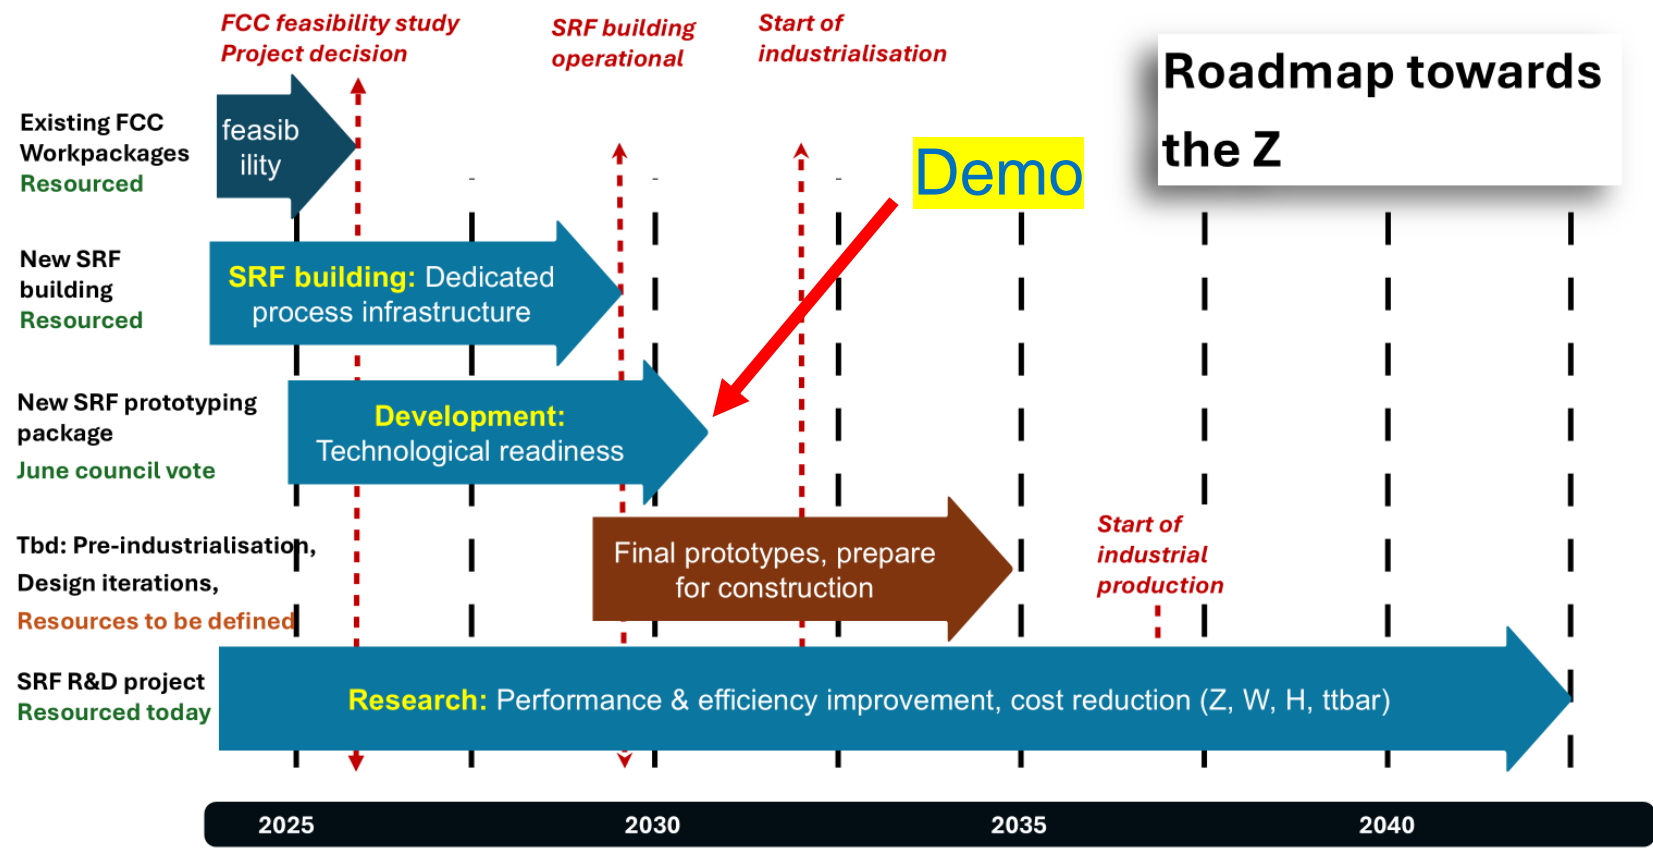 FCC feasibility study
Project decision
SRF building
operational
Start of
industrialisation
Roadmap towards
the Z
Existing FCC
Workpackages
Resourced
feasib
ility
Demo
New SRF
building
Resourced
SRF building: Dedicated
process infrastructure
New SRF prototyping
package
June council vote
Development:
Technological readiness
Tbd: Pre-industrialisation,
Design iterations,
Resources to be defined
Final prototypes, prepare
for construction
Start of
industrial
production
SRF R&D project
Resourced today
Research: Performance & efficiency improvement, cost reduction (Z, W, H, ttbar)
2025
2030
2035
2040